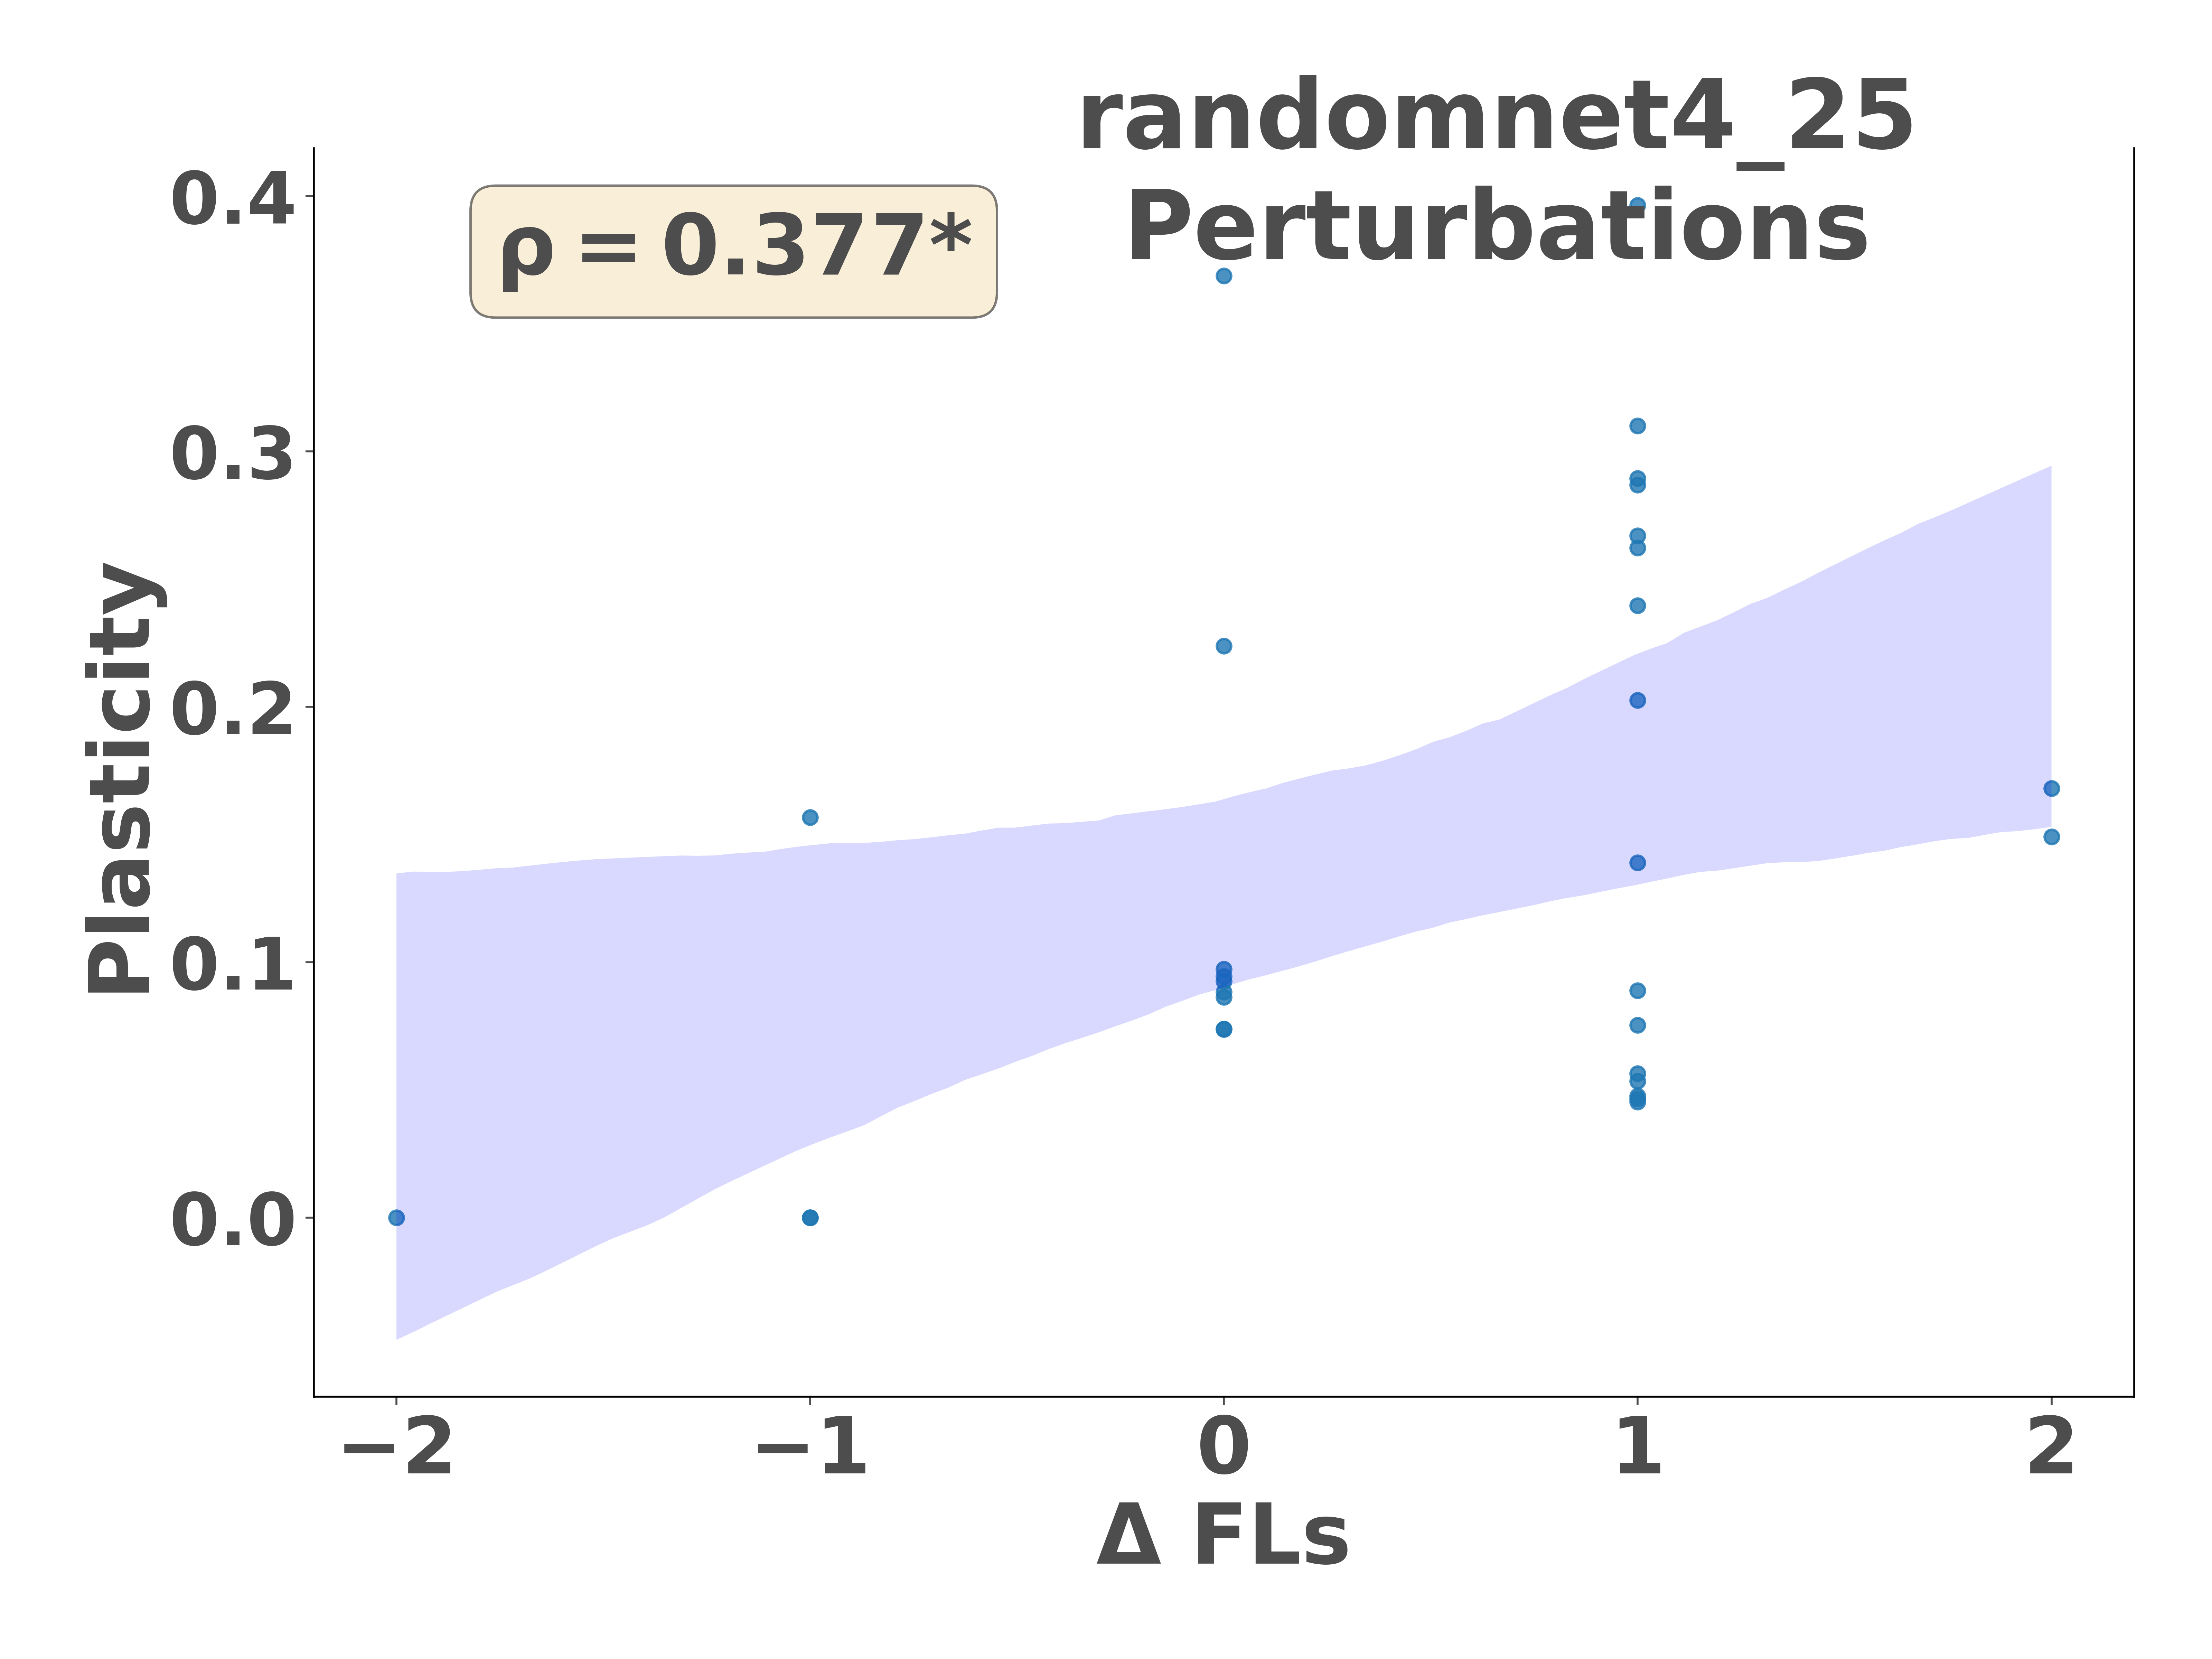 randomnet4_25
Perturbations
ρ = 0.377*
Plasticity
0.4
0.3
0.2
0.1
0.0
−2
−1
0
1
2
Δ FLs